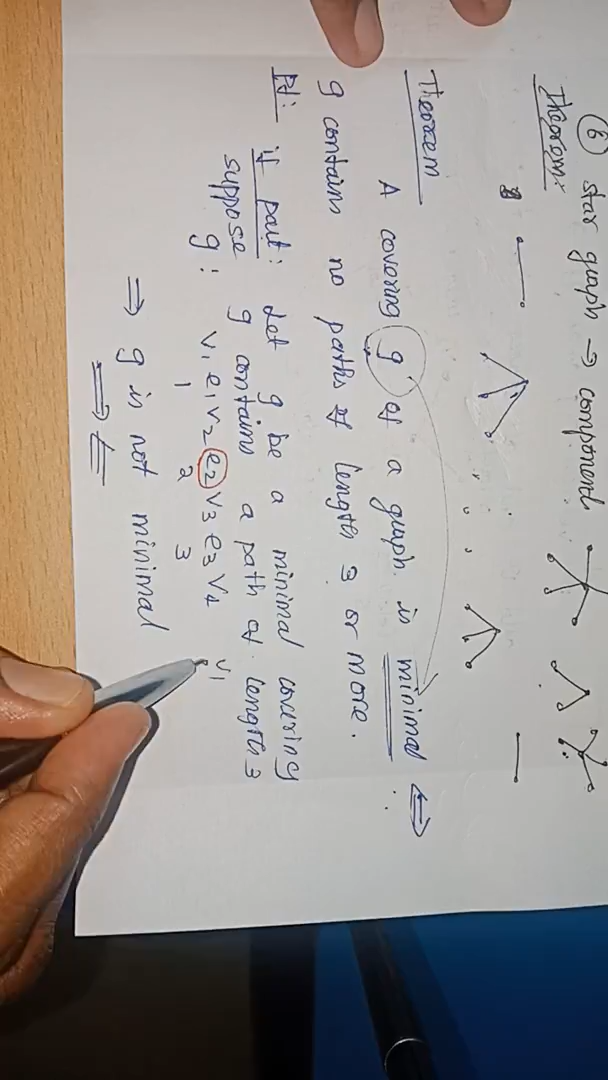 ⑥ star graph → component
Theorem:
Theorem
A covering g of a graph is minimal ⇔
g contains no paths of length 3 or more.
Pf: if part: Let g be a minimal covering
suppose g contains a path of length 3
g: v1 e1 v2 e2 v3 e3 v4 v1
1 2 3
⇒ g is not minimal
⇒⇐